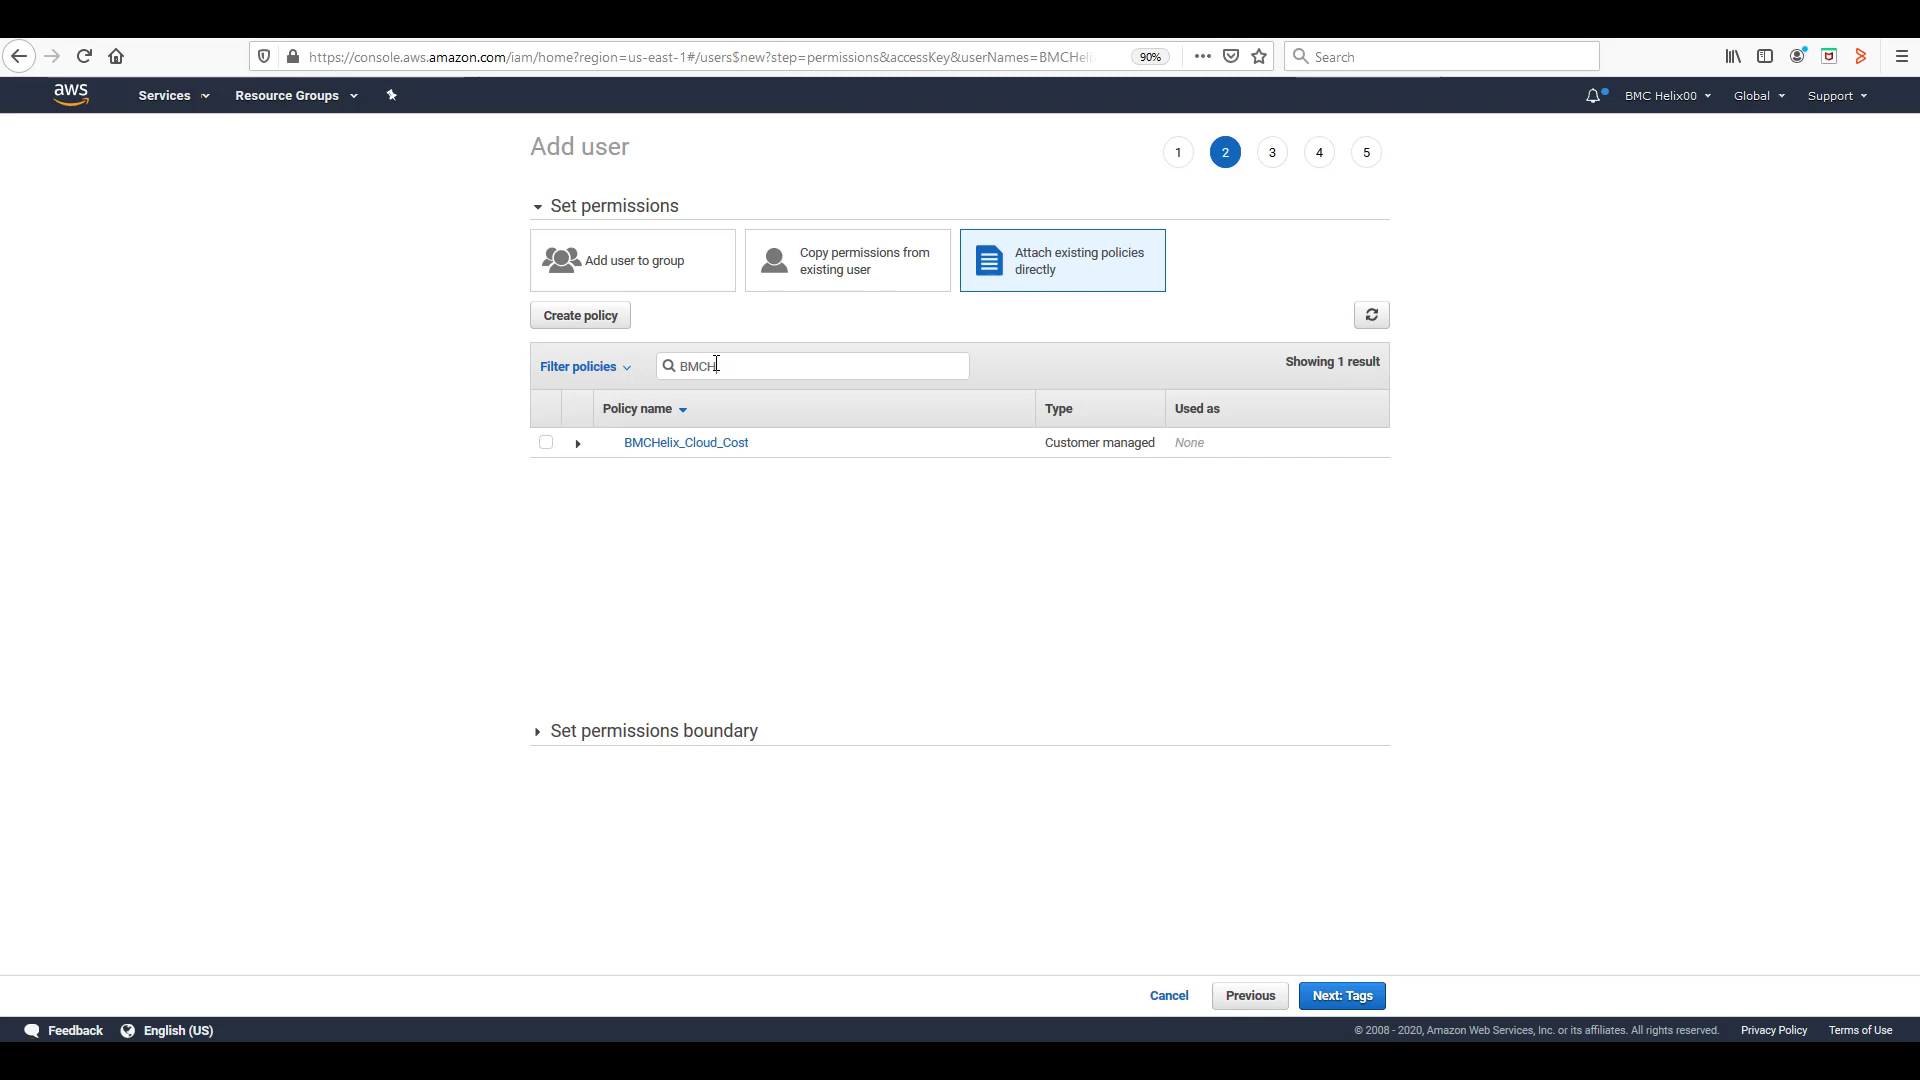 https://console.aws.amazon.com/iam/home?region=us-east-1#/users$new?step=permissions&accessKey&userNames=BMCHeli
90%
Search
aws
Services
Resource Groups
BMC Helix00
Global
Support
Add user
1
2
3
4
5
Set permissions
Add user to group
Copy permissions from
existing user
Attach existing policies
directly
Create policy
Filter policies
BMCH
Showing 1 result
Policy name
Type
Used as
BMCHelix_Cloud_Cost
Customer managed
None
Set permissions boundary
Cancel
Previous
Next: Tags
Feedback
English (US)
© 2008 - 2020, Amazon Web Services, Inc. or its affiliates. All rights reserved.
Privacy Policy
Terms of Use